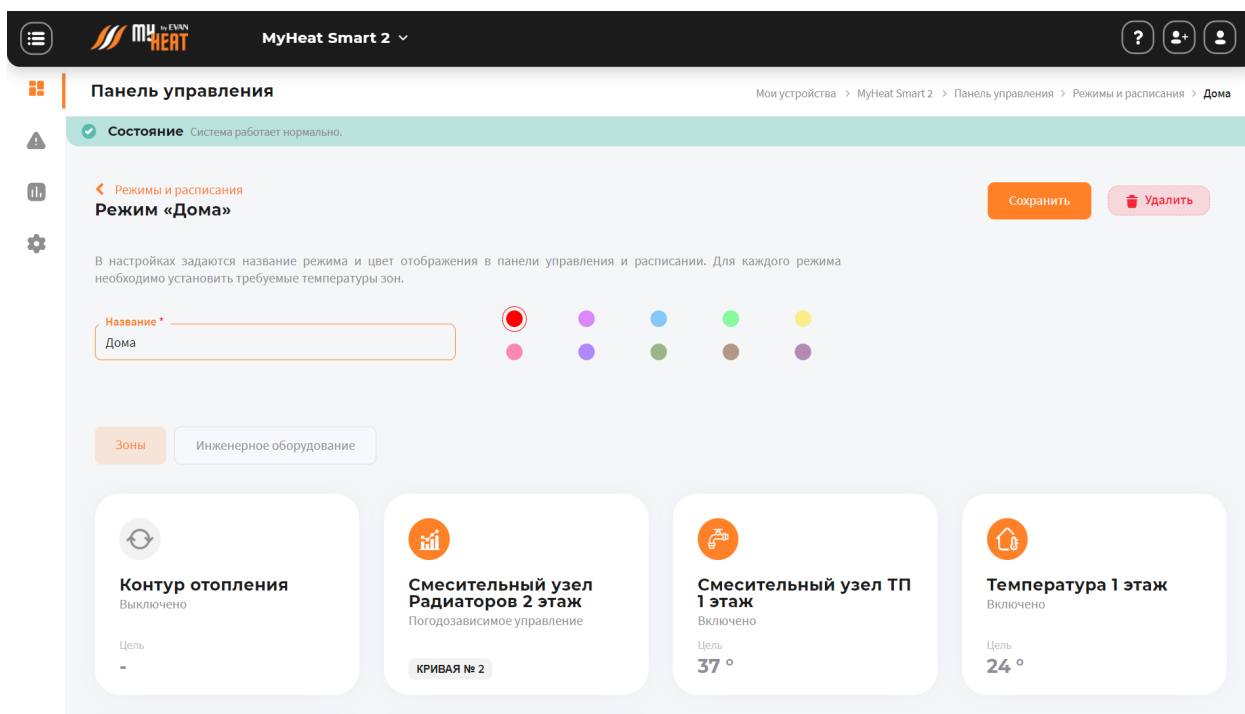 my by EVAN
HEAT
MyHeat Smart 2
?
Панель управления
Мои устройства > MyHeat Smart 2 > Панель управления > Режимы и расписания > Дома
Состояние Система работает нормально.
Режимы и расписания
Режим «Дома»
Сохранить
Удалить
В настройках задаются название режима и цвет отображения в панели управления и расписании. Для каждого режима
необходимо установить требуемые температуры зон.
Название *
Дома
Зоны
Инженерное оборудование
Контур отопления
Выключено
Цель
-
Смесительный узел
Радиаторов 2 этаж
Погодозависимое управление
КРИВАЯ № 2
Смесительный узел ТП
1 этаж
Включено
Цель
37 °
Температура 1 этаж
Включено
Цель
24 °